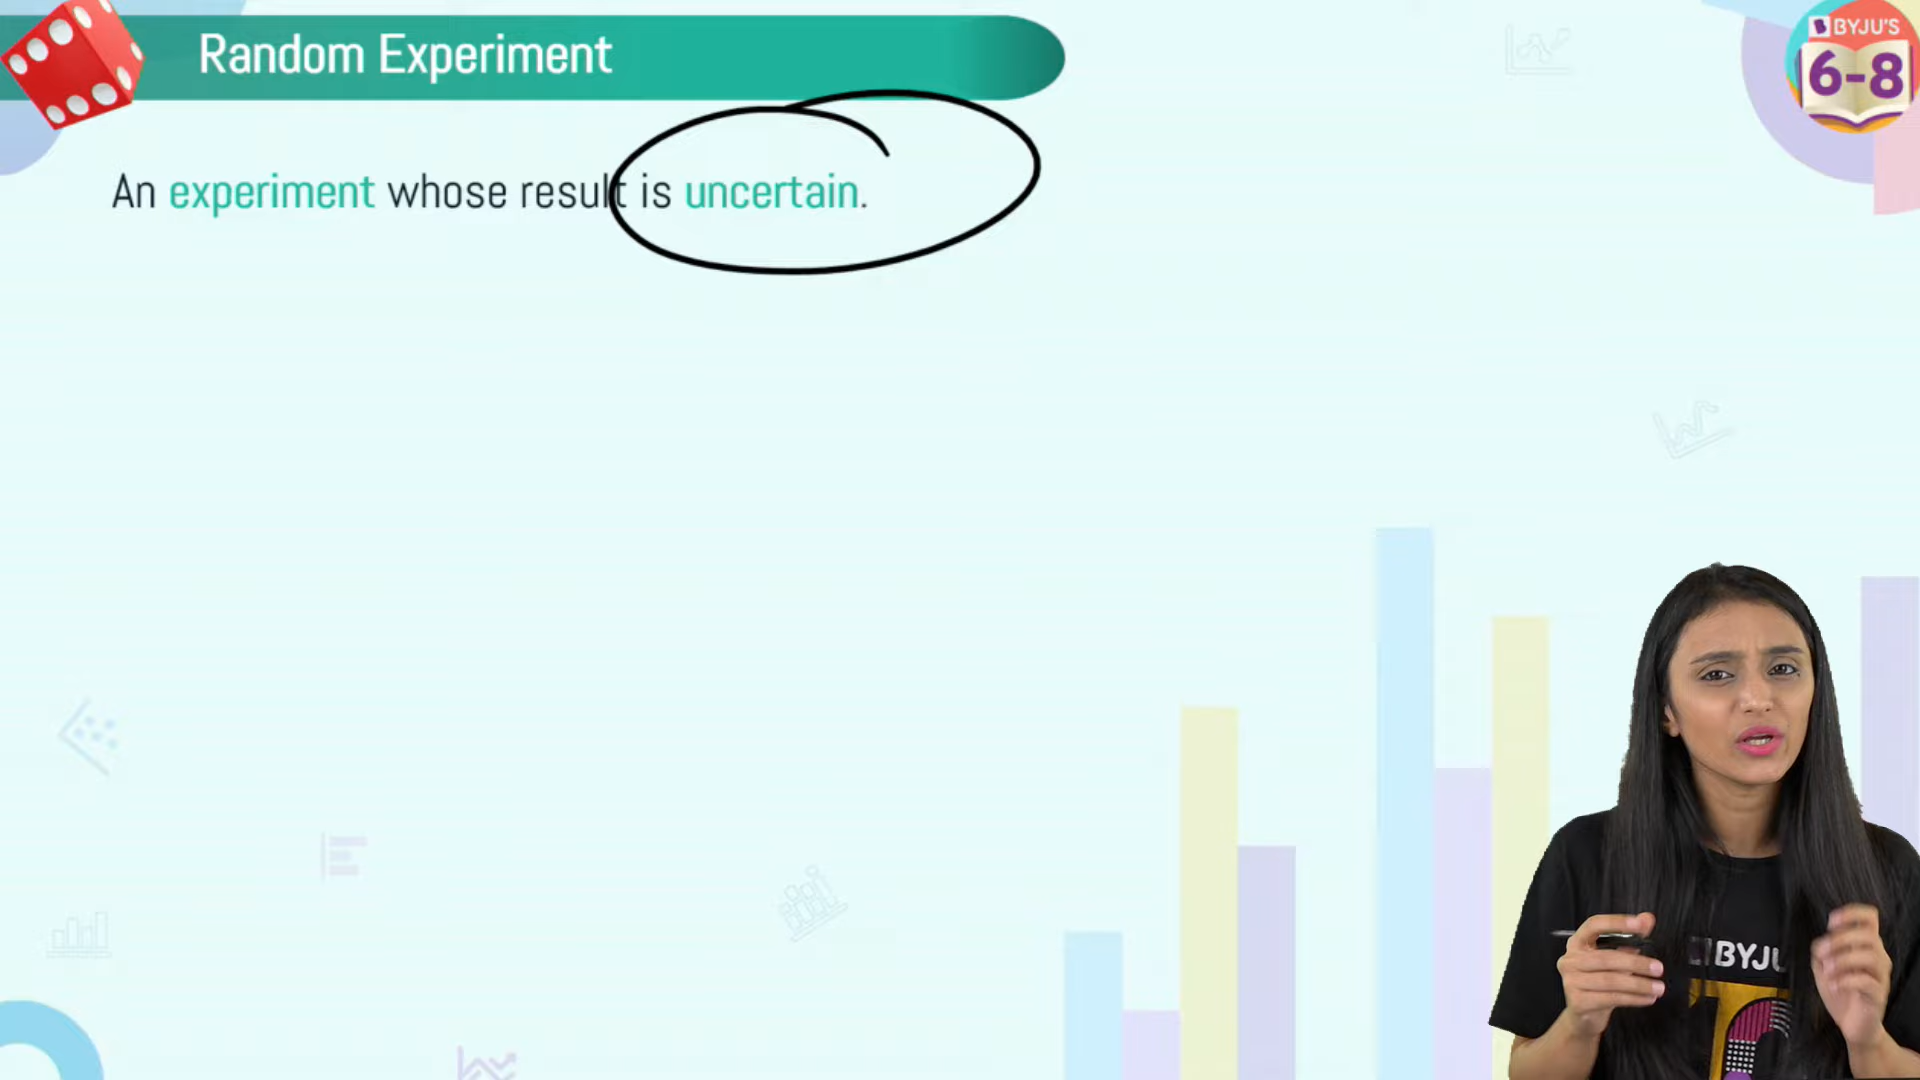 Random Experiment
BYJU'S
6-8
An experiment whose result is uncertain.
BYJU